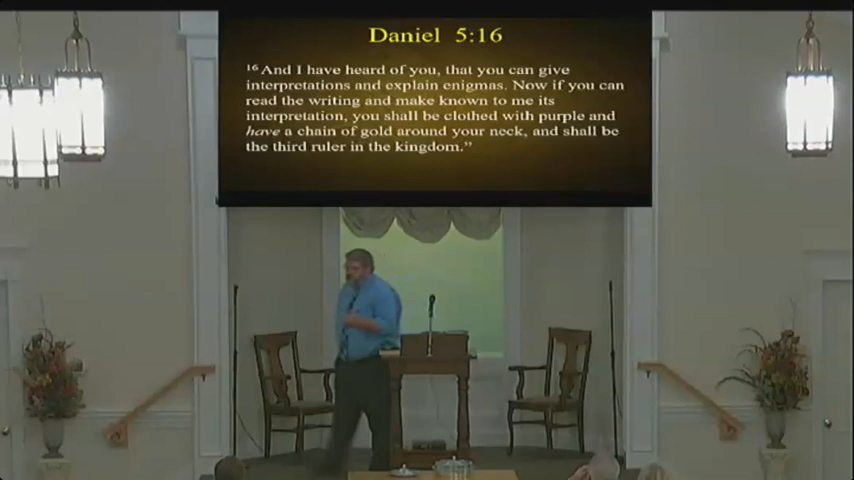 Daniel 5:16
16 And I have heard of you, that you can give
interpretations and explain enigmas. Now if you can
read the writing and make known to me its
interpretation, you shall be clothed with purple and
have a chain of gold around your neck, and shall be
the third ruler in the kingdom.”